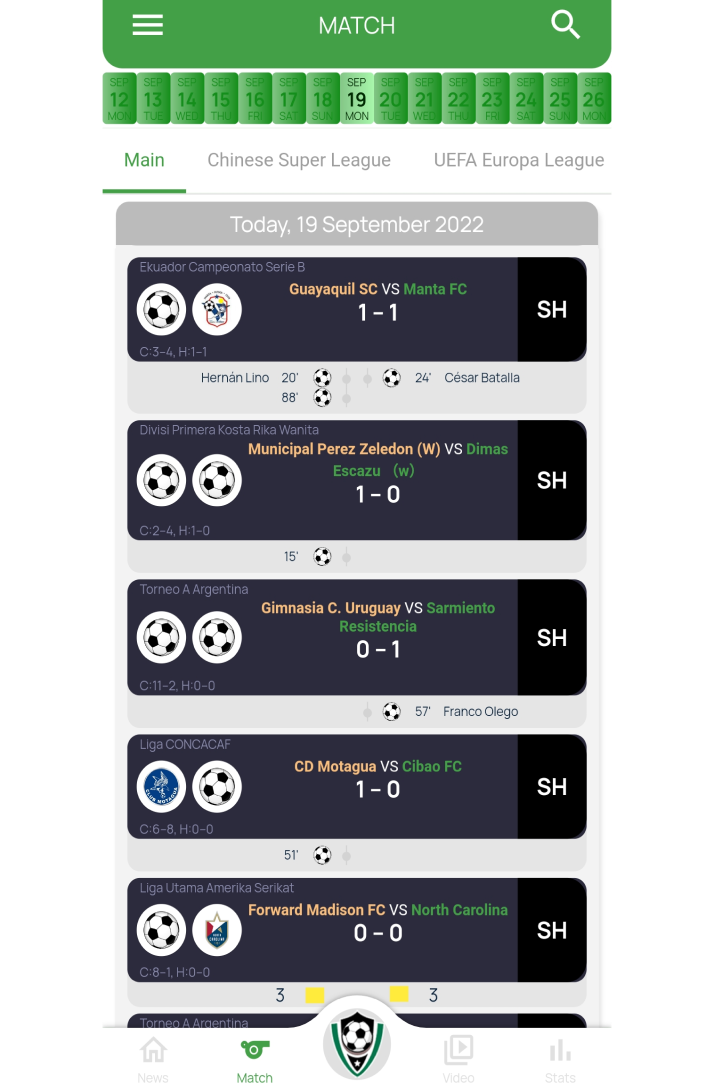 MATCH
SEP SEP SEP SEP SEP SEP SEP SEP SEP SEP SEP SEP SEP SEP SEP
12 13 14 15 16 17 18 19 20 21 22 23 24 25 26
MON TUE WED THU FRI SAT SUN MON TUE WED THU FRI SAT SUN MON
Main Chinese Super League UEFA Europa League
Today, 19 September 2022
Ekuador Campeonato Serie B
Guayaquil SC VS Manta FC
1 - 1
SH
C:3-4, H:1-1
Hernán Lino 20' 24' César Batalla
88'
Divisi Primera Kosta Rika Wanita
Municipal Perez Zeledon (W) VS Dimas
Escazu （w）
1 - 0
SH
C:2-4, H:1-0
15'
Torneo A Argentina
Gimnasia C. Uruguay VS Sarmiento
Resistencia
0 - 1
SH
C:11-2, H:0-0
57' Franco Olego
Liga CONCACAF
CD Motagua VS Cibao FC
1 - 0
SH
CLUB MOTAGUA
C:6-8, H:0-0
51'
Liga Utama Amerika Serikat
Forward Madison FC VS North Carolina
0 - 0
SH
C:8-1, H:0-0
3 3
Torneo A Argentina
News Match Video Stats